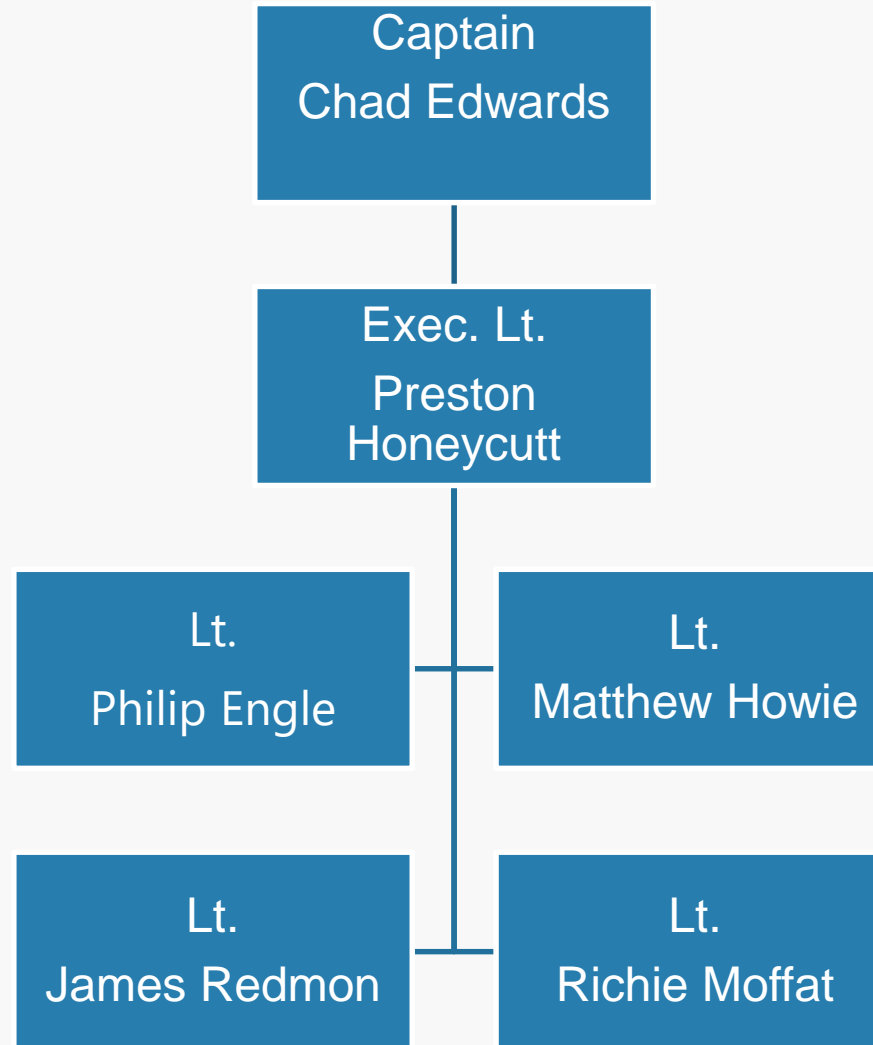 Captain
Chad Edwards
Exec. Lt.
Preston
Honeycutt
Lt.
Philip Engle
Lt.
Matthew Howie
Lt.
James Redmon
Lt.
Richie Moffat